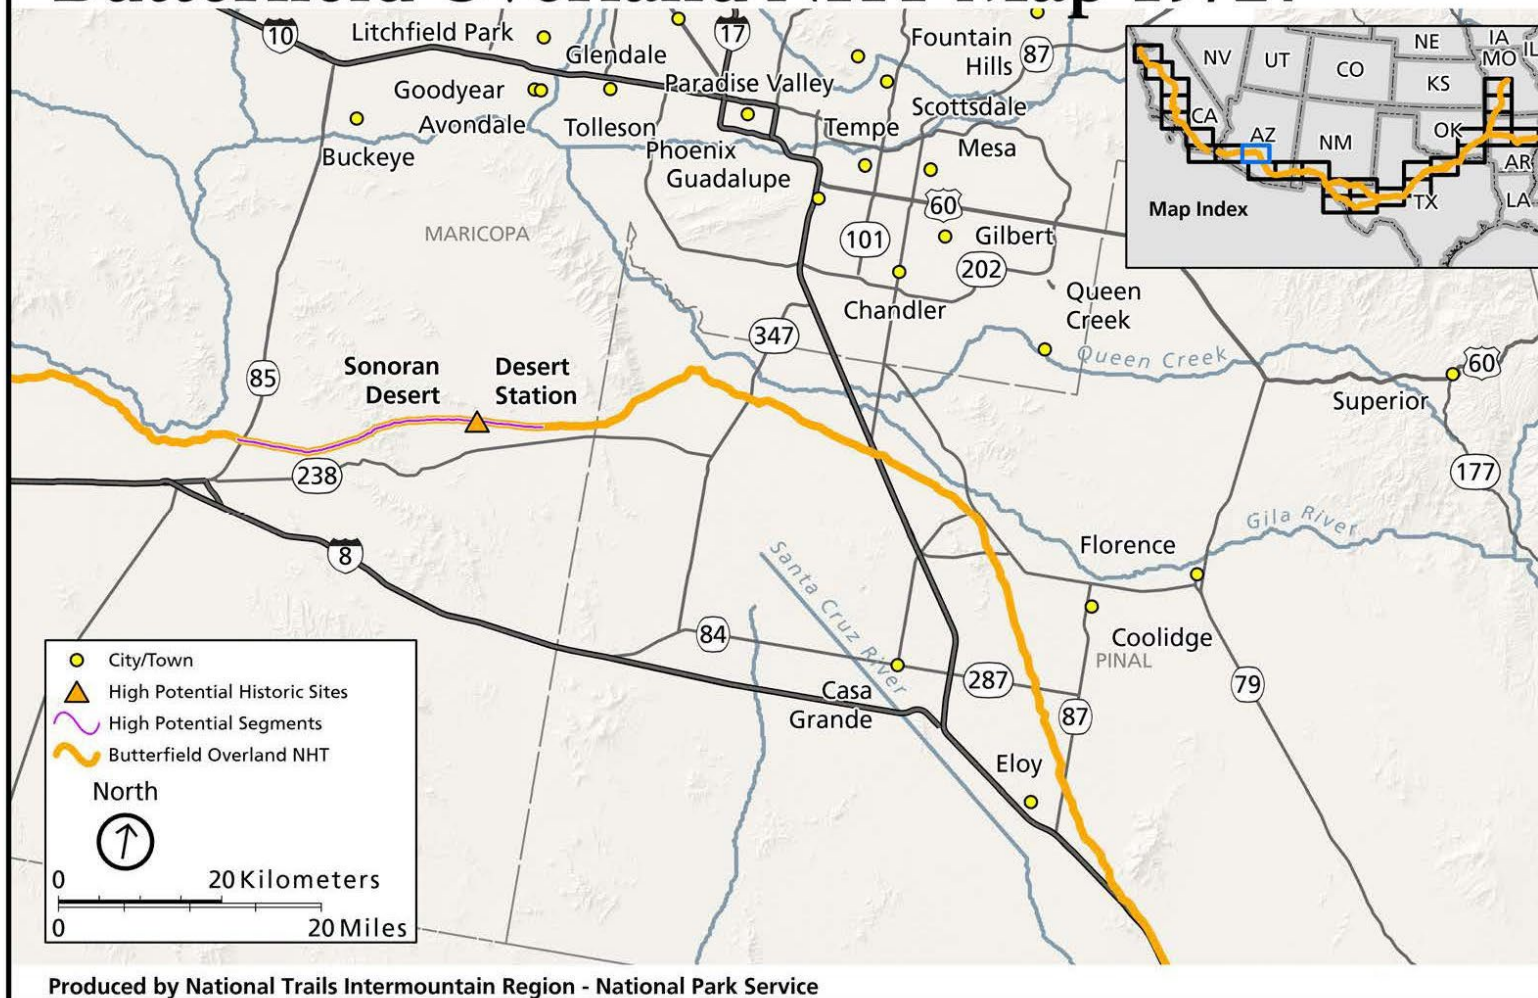 Butterfield Overland NHT Map
10
Litchfield Park
17
Glendale
Fountain
Hills
87
Paradise Valley
Goodyear
Avondale
Tolleson
Scottsdale
Tempe
Buckeye
Phoenix
Mesa
Guadalupe
60
MARICOPA
101
Gilbert
202
Chandler
Queen
Creek
347
Queen Creek
85
Sonoran
Desert
Desert
Station
60
Superior
238
177
Gila River
8
Florence
Santa Cruz River
84
Coolidge
PINAL
Casa
Grande
287
87
79
Eloy
NV
UT
CO
NE
IA
MO
IL
KS
CA
AZ
NM
OK
AR
TX
LA
Map Index
City/Town
High Potential Historic Sites
High Potential Segments
Butterfield Overland NHT
North
0 20 Kilometers
0 20 Miles
Produced by National Trails Intermountain Region - National Park Service